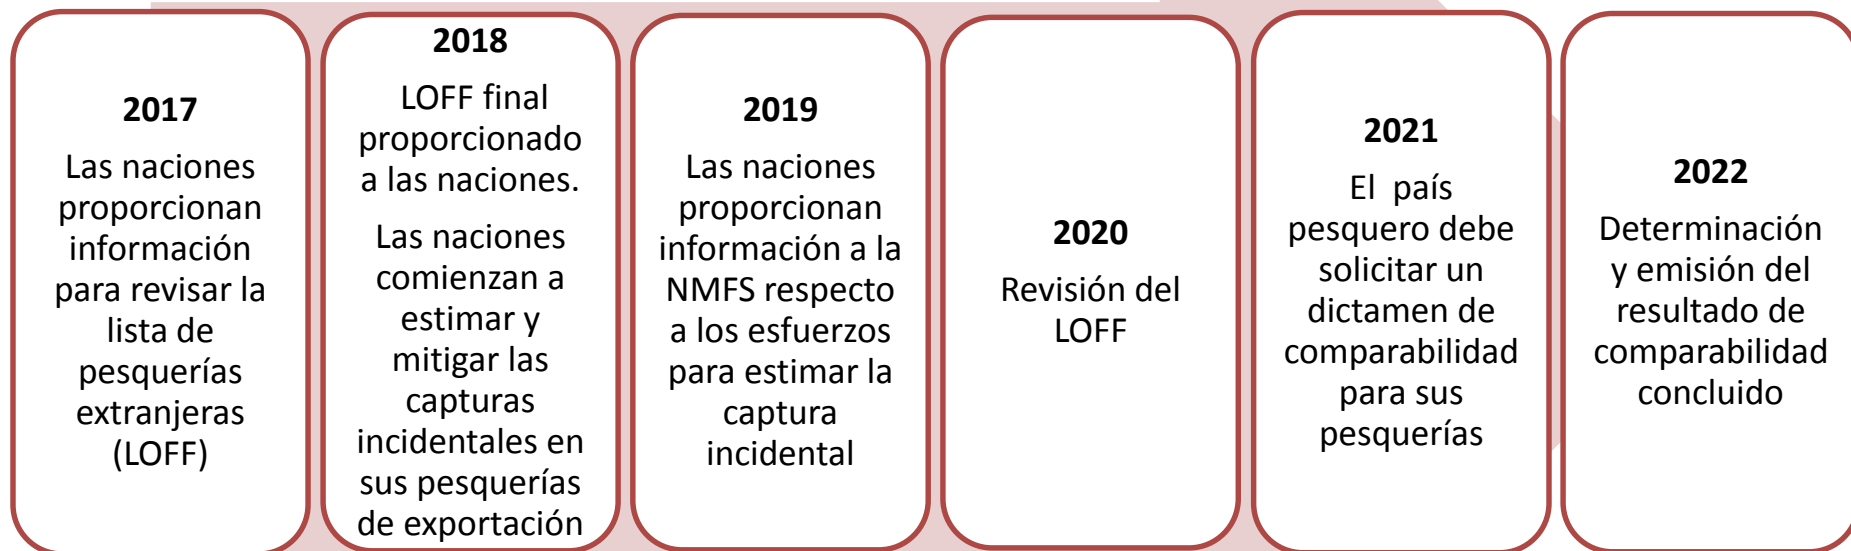 2017
Las naciones
proporcionan
información
para revisar la
lista de
pesquerías
extranjeras
(LOFF)
2018
LOFF final
proporcionado
a las naciones.
Las naciones
comienzan a
estimar y
mitigar las
capturas
incidentales en
sus pesquerías
de exportación
2019
Las naciones
proporcionan
información a la
NMFS respecto
a los esfuerzos
para estimar la
captura
incidental
2020
Revisión del
LOFF
2021
El país
pesquero debe
solicitar un
dictamen de
comparabilidad
para sus
pesquerías
2022
Determinación
y emisión del
resultado de
comparabilidad
concluido